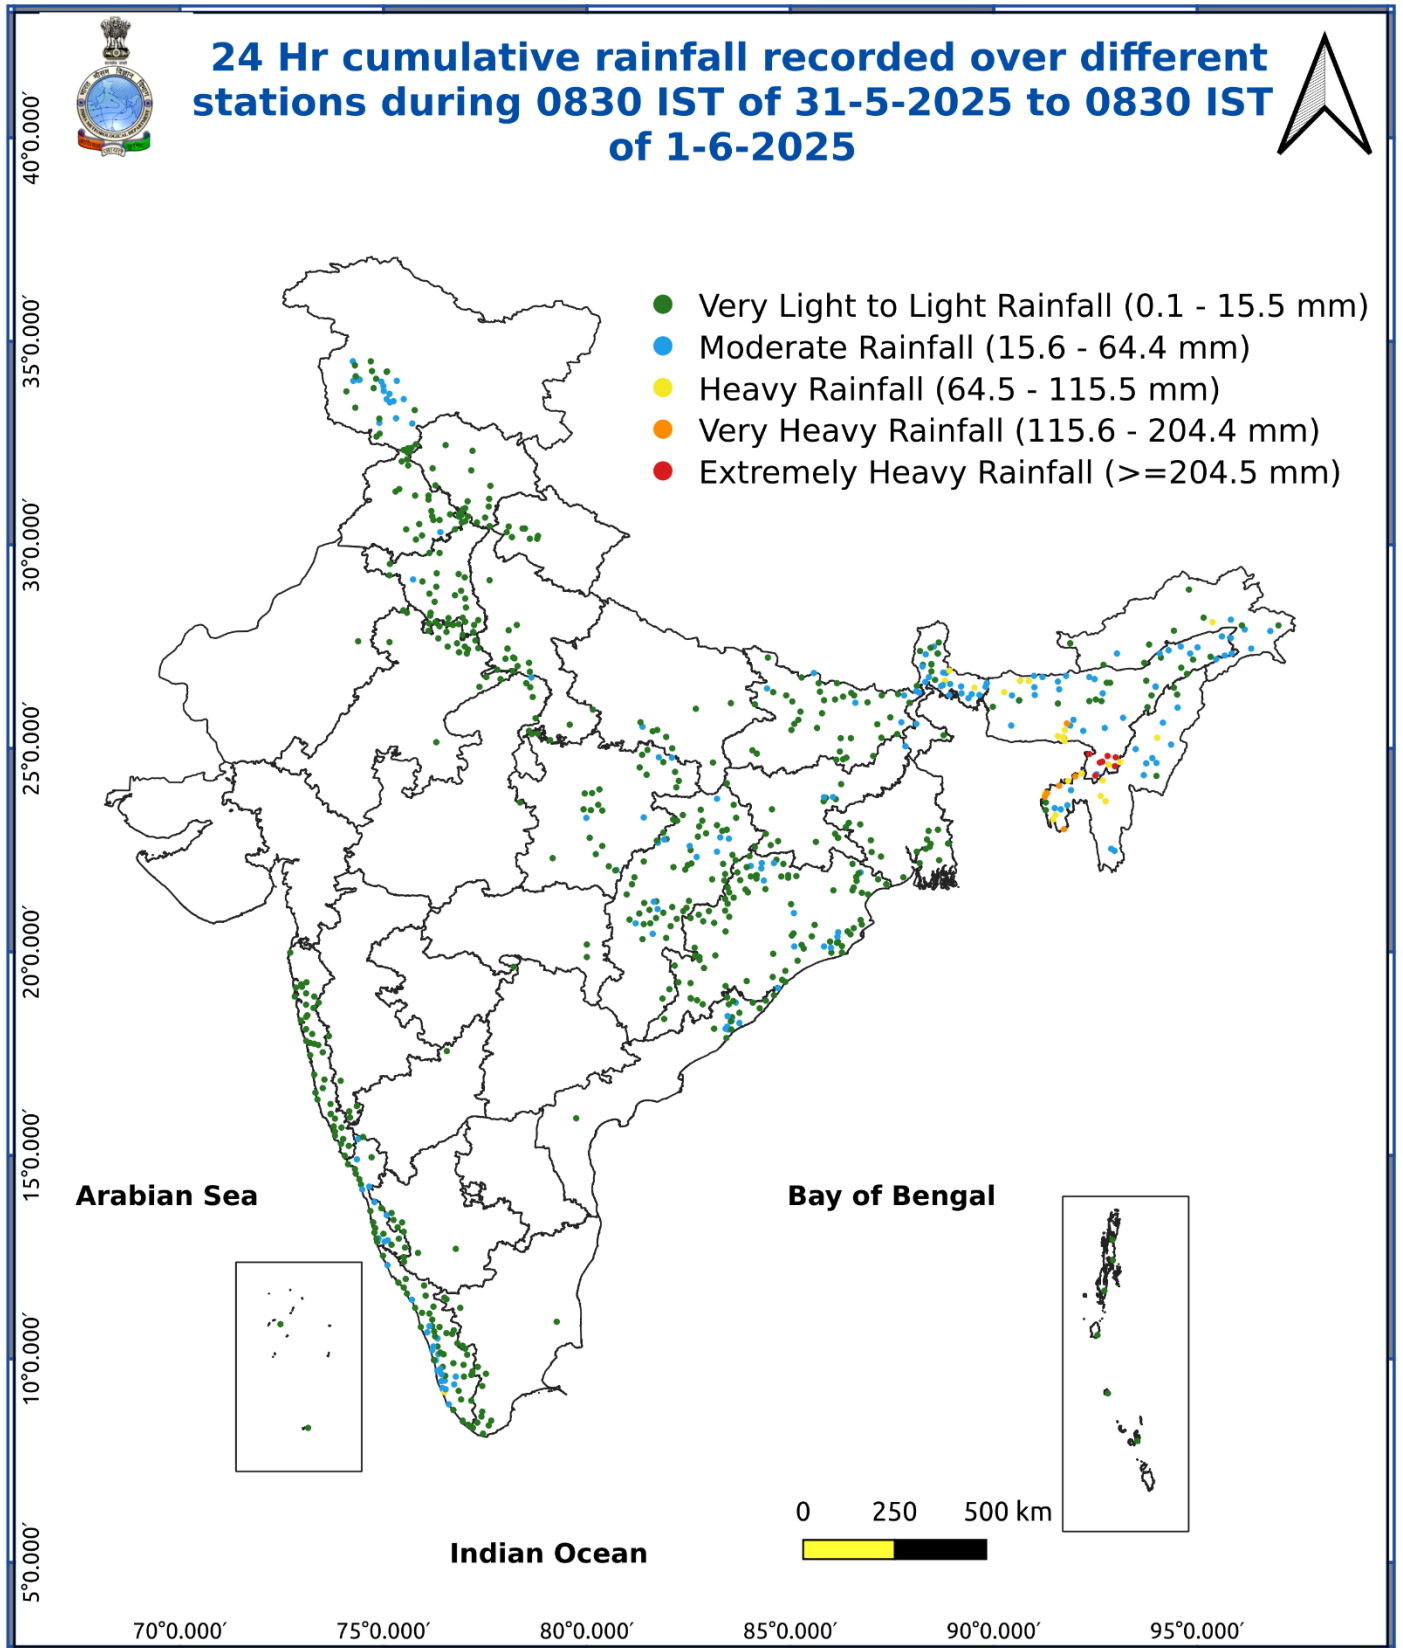 24 Hr cumulative rainfall recorded over different
stations during 0830 IST of 31-5-2025 to 0830 IST
of 1-6-2025
Very Light to Light Rainfall (0.1 - 15.5 mm)
Moderate Rainfall (15.6 - 64.4 mm)
Heavy Rainfall (64.5 - 115.5 mm)
Very Heavy Rainfall (115.6 - 204.4 mm)
Extremely Heavy Rainfall (>=204.5 mm)
40°0.000′
35°0.000′
30°0.000′
25°0.000′
20°0.000′
15°0.000′
10°0.000′
5°0.000′
Arabian Sea
Bay of Bengal
Indian Ocean
0 250 500 km
70°0.000′ 75°0.000′ 80°0.000′ 85°0.000′ 90°0.000′ 95°0.000′